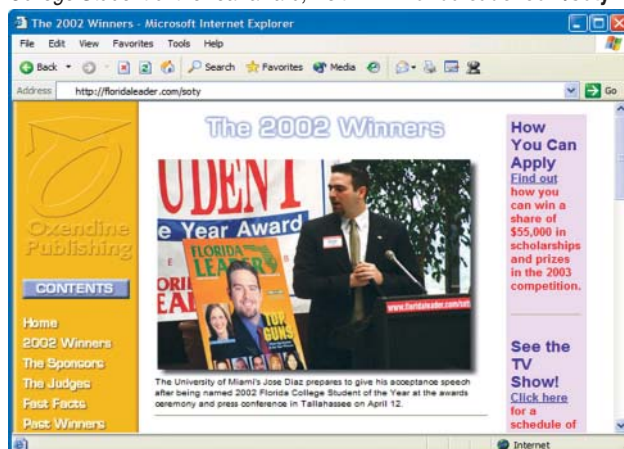 The 2002 Winners - Microsoft Internet Explorer
File Edit View Favorites Tools Help
Back Search Favorites Media
Address http://floridaleader.com/soty Go
Oxendine
Publishing
CONTENTS
Home
2002 Winners
The Sponsors
The Judges
Fast Facts
Past Winners
The 2002 Winners
UDENT
e Year Award
FLORIDA
LEADER
TOP
GUNS
www.floridaleader.com/soty
The University of Miami's Jose Diaz prepares to give his acceptance speech
after being named 2002 Florida College Student of the Year at the awards
ceremony and press conference in Tallahassee on April 12.
How
You Can
Apply
Find out
how you
can win a
share of
$55,000 in
scholarships
and prizes
in the 2003
competition.
See the
TV
Show!
Click here
for a
schedule of
Internet